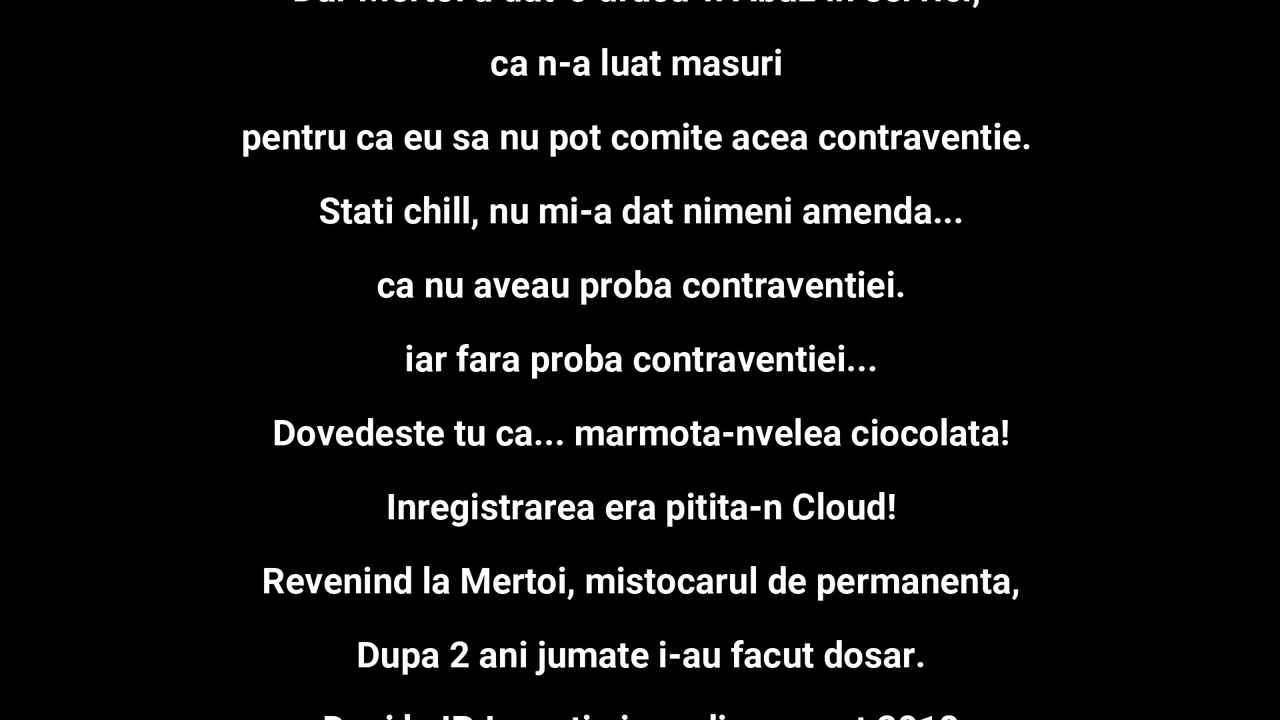 ca n-a luat masuri
pentru ca eu sa nu pot comite acea contraventie.
Stati chill, nu mi-a dat nimeni amenda...
ca nu aveau proba contraventiei.
iar fara proba contraventiei...
Dovedeste tu ca... marmota-nvelea ciocolata!
Inregistrarea era pitita-n Cloud!
Revenind la Mertoi, mistocarul de permanenta,
Dupa 2 ani jumate i-au facut dosar.